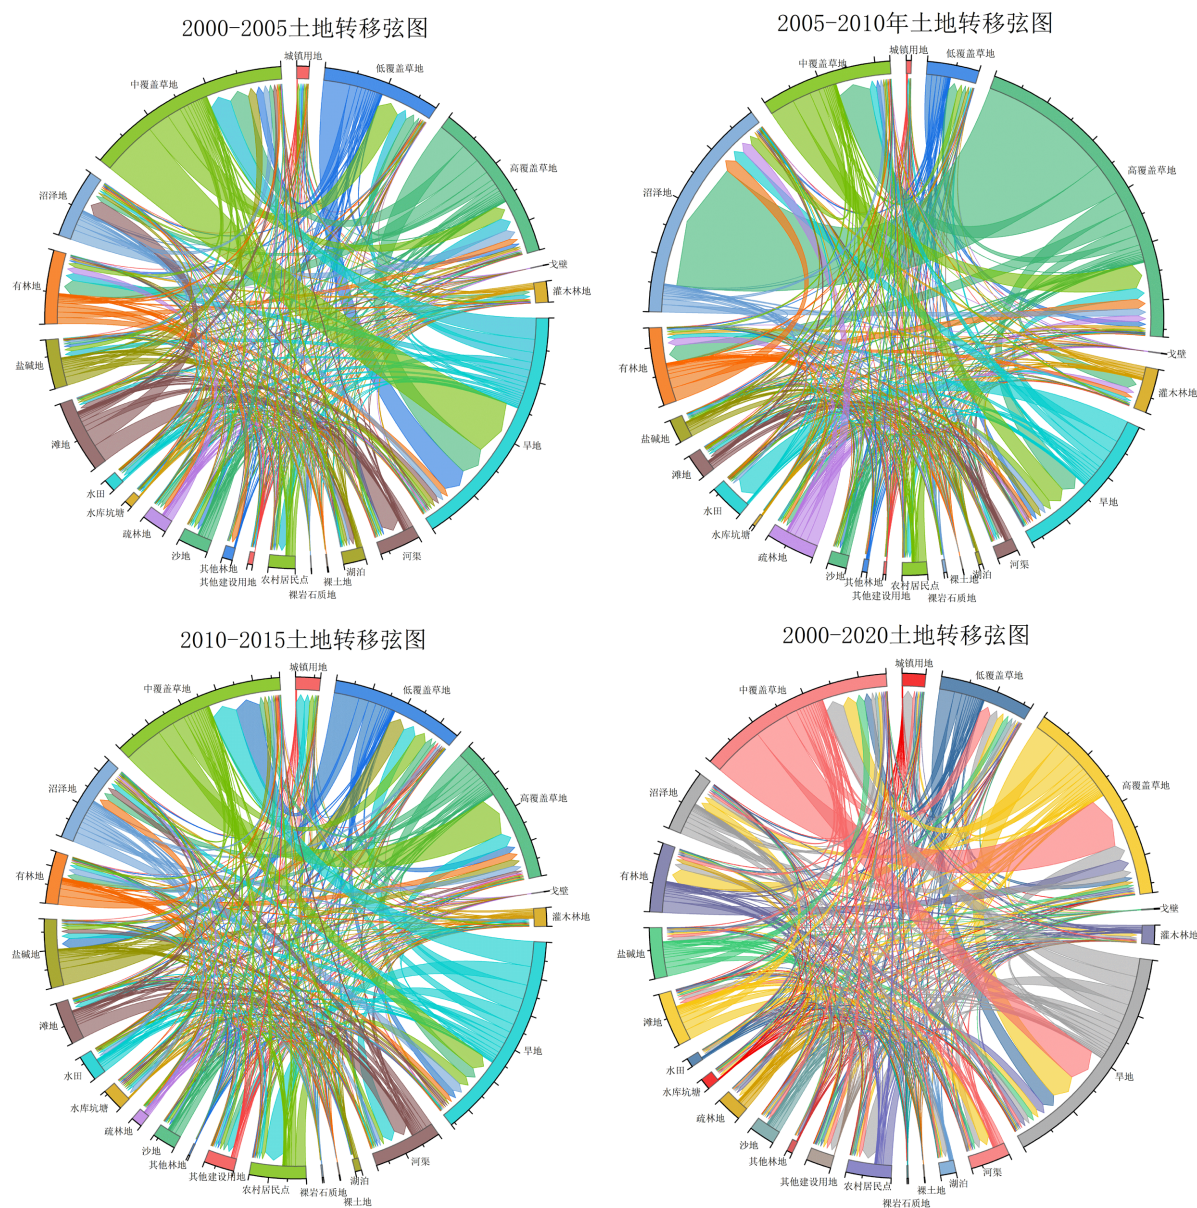 2000-2005土地转移弦图
城镇用地
低覆盖草地
高覆盖草地
戈壁
灌木林地
旱地
河渠
湖泊
裸土地
裸岩石质地
农村居民点
其他建设用地
其他林地
沙地
疏林地
水库坑塘
水田
滩地
盐碱地
有林地
沼泽地
中覆盖草地
2005-2010年土地转移弦图
城镇用地
低覆盖草地
高覆盖草地
戈壁
灌木林地
旱地
河渠
湖泊
裸土地
裸岩石质地
农村居民点
其他建设用地
其他林地
沙地
疏林地
水库坑塘
水田
滩地
盐碱地
有林地
沼泽地
中覆盖草地
2010-2015土地转移弦图
城镇用地
低覆盖草地
高覆盖草地
戈壁
灌木林地
旱地
河渠
湖泊
裸土地
裸岩石质地
农村居民点
其他建设用地
其他林地
沙地
疏林地
水库坑塘
水田
滩地
盐碱地
有林地
沼泽地
中覆盖草地
2000-2020土地转移弦图
城镇用地
低覆盖草地
高覆盖草地
戈壁
灌木林地
旱地
河渠
湖泊
裸土地
裸岩石质地
农村居民点
其他建设用地
其他林地
沙地
疏林地
水库坑塘
水田
滩地
盐碱地
有林地
沼泽地
中覆盖草地